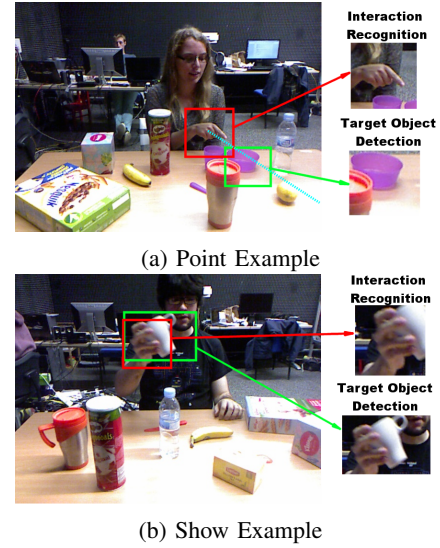 Interaction
Recognition
Target Object
Detection
(a) Point Example
Interaction
Recognition
Target Object
Detection
(b) Show Example